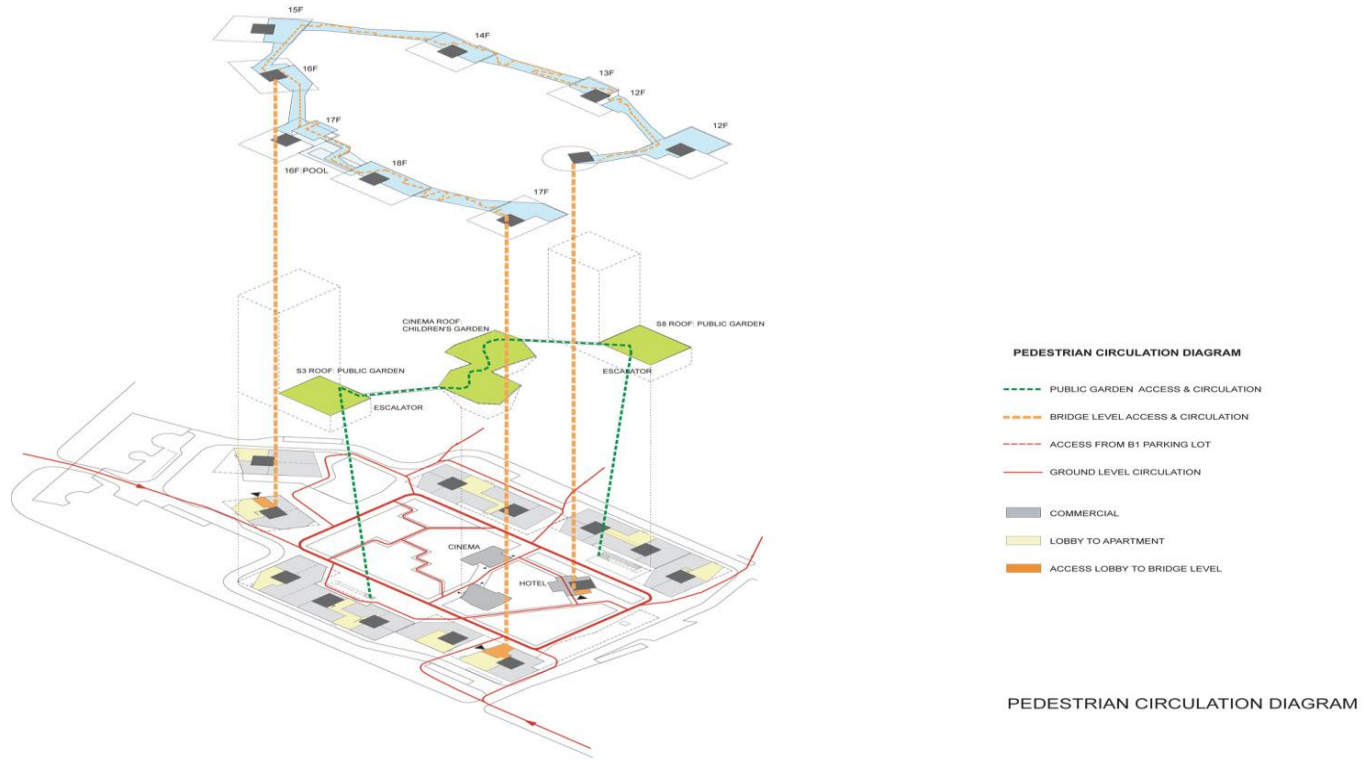 15F
14F
16F
13F
12F
12F
17F
18F
16F:POOL
17F
CINEMA ROOF:
CHILDREN'S GARDEN
S8 ROOF: PUBLIC GARDEN
S3 ROOF: PUBLIC GARDEN
ESCALATOR
ESCALATOR
CINEMA
HOTEL
PEDESTRIAN CIRCULATION DIAGRAM
PUBLIC GARDEN ACCESS & CIRCULATION
BRIDGE LEVEL ACCESS & CIRCULATION
ACCESS FROM B1 PARKING LOT
GROUND LEVEL CIRCULATION
COMMERCIAL
LOBBY TO APARTMENT
ACCESS LOBBY TO BRIDGE LEVEL
PEDESTRIAN CIRCULATION DIAGRAM